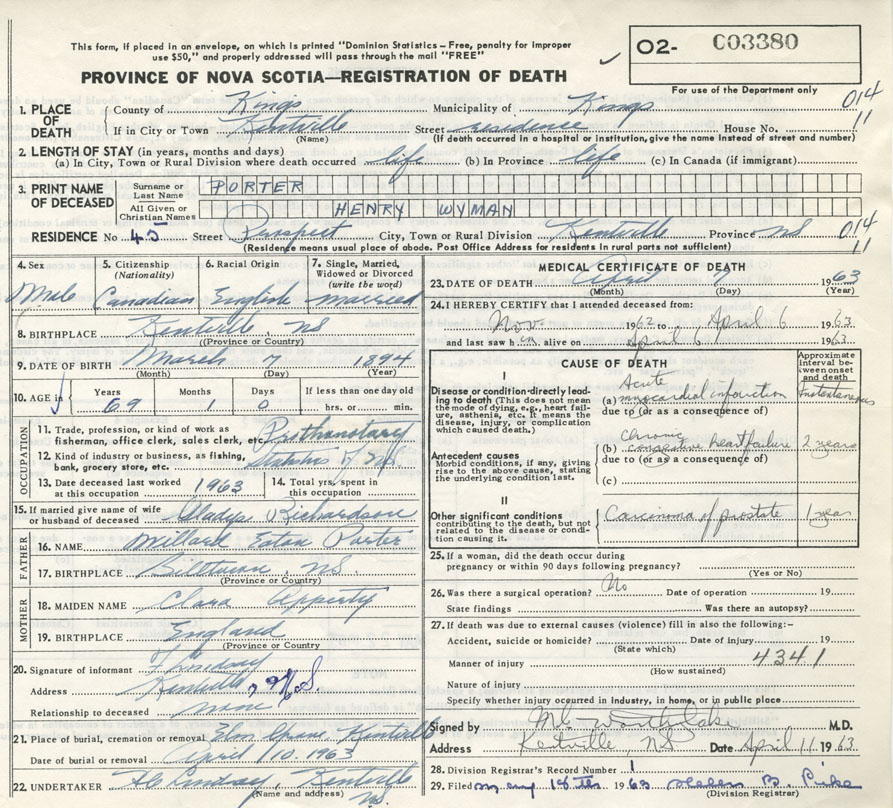 This form, if placed in an envelope, on which is printed "Dominion Statistics – Free, penalty for improper
use $50," and properly addressed will pass through the mail "FREE"
PROVINCE OF NOVA SCOTIA—REGISTRATION OF DEATH
O2- C03380
For use of the Department only
1. PLACE OF DEATH County of Kings Municipality of Kings 014
If in City or Town Kentville Street residence House No. 11
(Name) (If death occurred in a hospital or institution, give the name instead of street and number)
2. LENGTH OF STAY (in years, months and days)
(a) In City, Town or Rural Division where death occurred life (b) In Province life (c) In Canada (if immigrant)
3. PRINT NAME OF DECEASED Surname or Last Name PORTER
All Given or Christian Names HENRY WYMAN
RESIDENCE No. 45 Street Prospect City, Town or Rural Division Kentville Province NS 014
11
(Residence means usual place of abode. Post Office Address for residents in rural parts not sufficient)
4. Sex 5. Citizenship (Nationality) 6. Racial Origin 7. Single, Married, Widowed or Divorced (write the word)
Male Canadian English married
8. BIRTHPLACE Kentville, NS
(Province or Country)
9. DATE OF BIRTH March 7 1894
(Month) (Day) (Year)
10. AGE in Years Months Days If less than one day old
69 1 0 hrs. or min.
OCCUPATION
11. Trade, profession or kind of work as fisherman, office clerk, sales clerk, etc. Prothonotary
12. Kind of industry or business, as fishing, bank, grocery store, etc. of NS
13. Date deceased last worked at this occupation 1963 14. Total yrs. spent in this occupation
15. If married give name of wife or husband of deceased Gladys Richardson
FATHER
16. NAME Millard Eaton Porter
17. BIRTHPLACE NS
(Province or Country)
MOTHER
18. MAIDEN NAME Clara
19. BIRTHPLACE England
(Province or Country
20. Signature of informant
Address Kentville, N.S.
Relationship to deceased none
21. Place of burial, cremation or removal Elm Grove, Kentville
Date of burial or removal April 10. 1963
22. UNDERTAKER Lindsay, Kentville
(Name and address) NS.
MEDICAL CERTIFICATE OF DEATH
23. DATE OF DEATH April 7 1963
(Month) (Day) (Year)
24. I HEREBY CERTIFY that I attended deceased from:
Nov. 1962 to April 6 1963
and last saw him alive on April 6 1963
CAUSE OF DEATH
Approximate interval between onset and death
I
Disease or condition directly leading to death (This does not mean the mode of dying, e.g., heart failure, asthenia, etc. It means the disease, injury, or complication which caused death.)
Acute
(a) myocardial infarction Instantaneous
due to (or as a consequence of)
Antecedent causes
Morbid conditions, if any, giving rise to the above cause, stating the underlying condition last.
Chronic
(b) congestive heart failure 2 years
due to (or as a consequence of)
(c)
II
Other significant conditions
contributing to the death, but not related to the disease or condition causing it.
Carcinoma of prostate 1 year
25. If a woman, did the death occur during
pregnancy or within 90 days following pregnancy?
(Yes or No)
26. Was there a surgical operation? No Date of operation 19
State findings Was there an autopsy?
27. If death was due to external causes (violence) fill in also the following:–
Accident, suicide or homicide? Date of injury 19
(State which)
4341
Manner of injury
(How sustained)
Nature of injury
Specify whether injury occurred in industry, in home, or in public place
Signed by M.D.
Address Kentville, NS Date April 11 1963
28. Division Registrar's Record Number 1
29. Filed May 18th 1963 Helen B.
(Division Registrar)